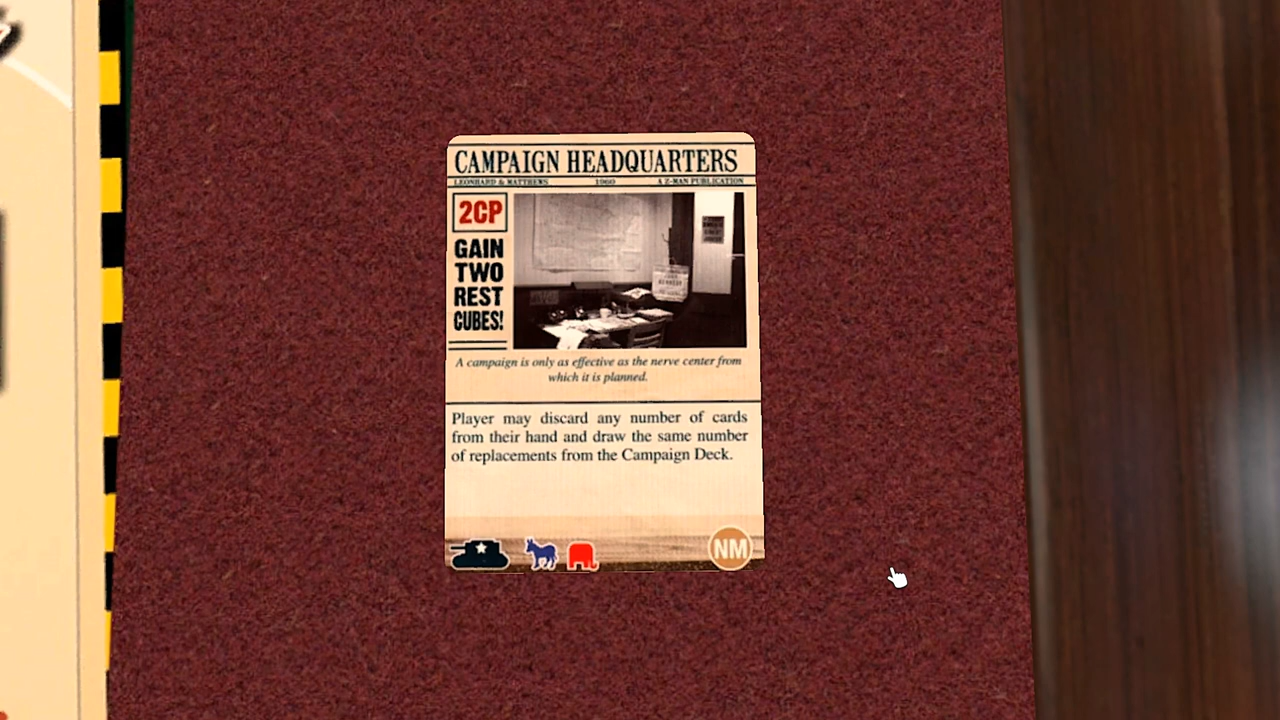 CAMPAIGN HEADQUARTERS
LEONHARD & MATTHEWS 1960 A Z-MAN PUBLICATION
2CP
GAIN
TWO
REST
CUBES!
A campaign is only as effective as the nerve center from
which it is planned.
Player may discard any number of cards
from their hand and draw the same number
of replacements from the Campaign Deck.
NM